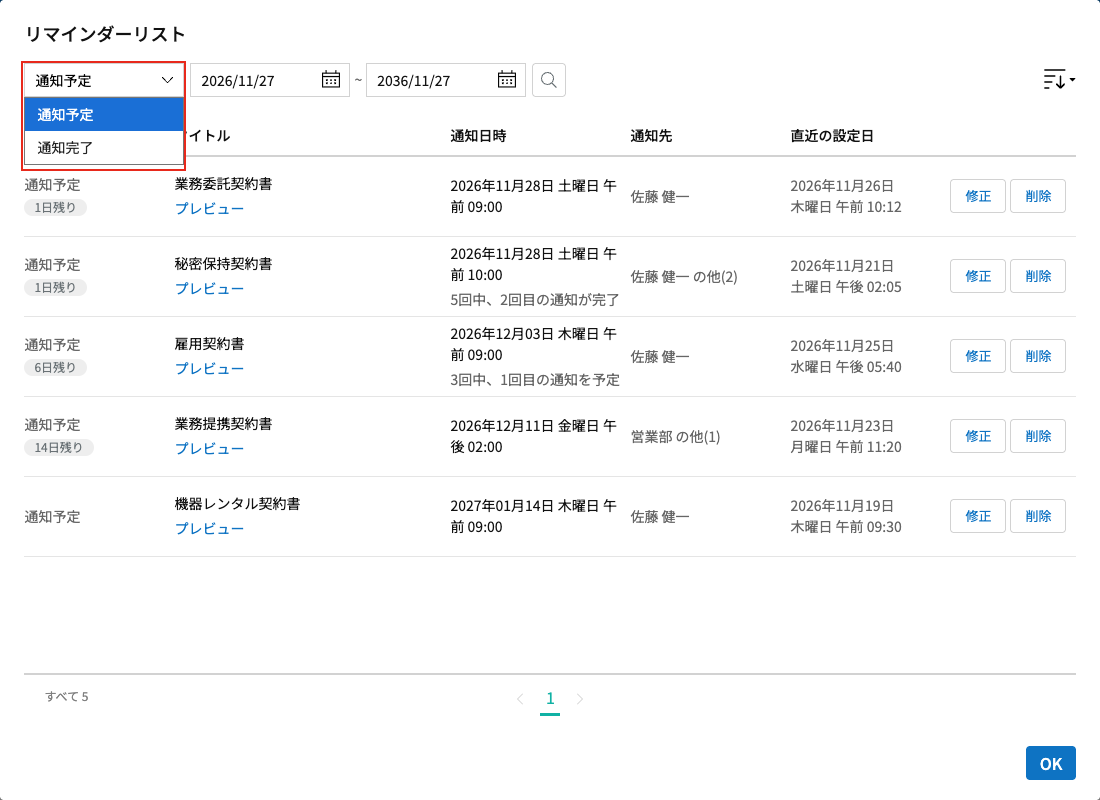 リマインダーリスト
通知予定
2026/11/27 ~ 2036/11/27
通知予定
通知完了
イトル 通知日時 通知先 直近の設定日
通知予定
1日残り
業務委託契約書
プレビュー
2026年11月28日 土曜日 午
前 09:00
佐藤 健一
2026年11月26日
木曜日 午前 10:12
修正 削除
通知予定
1日残り
秘密保持契約書
プレビュー
2026年11月28日 土曜日 午
前 10:00
5回中、2回目の通知が完了
佐藤 健一 の他(2)
2026年11月21日
土曜日 午後 02:05
修正 削除
通知予定
6日残り
雇用契約書
プレビュー
2026年12月03日 木曜日 午
前 09:00
3回中、1回目の通知を予定
佐藤 健一
2026年11月25日
水曜日 午後 05:40
修正 削除
通知予定
14日残り
業務提携契約書
プレビュー
2026年12月11日 金曜日 午
後 02:00
営業部 の他(1)
2026年11月23日
月曜日 午前 11:20
修正 削除
通知予定
機器レンタル契約書
プレビュー
2027年01月14日 木曜日 午
前 09:00
佐藤 健一
2026年11月19日
木曜日 午前 09:30
修正 削除
すべて 5
1
OK